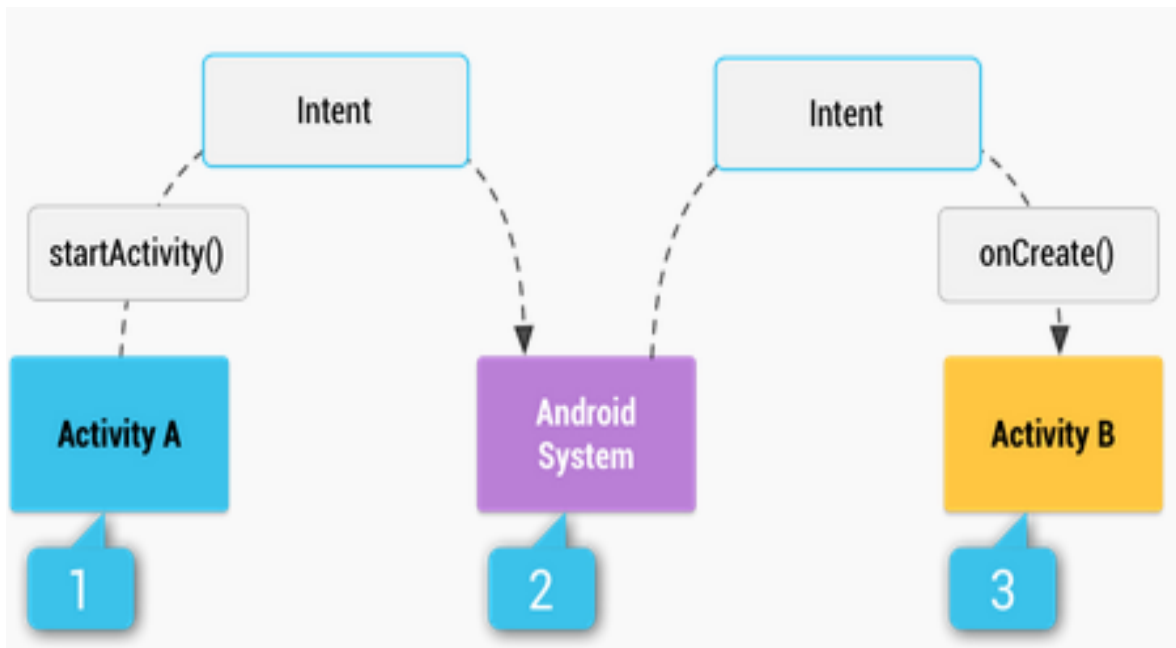 Intent
Intent
startActivity()
onCreate()
Activity A
Android
System
Activity B
1
2
3